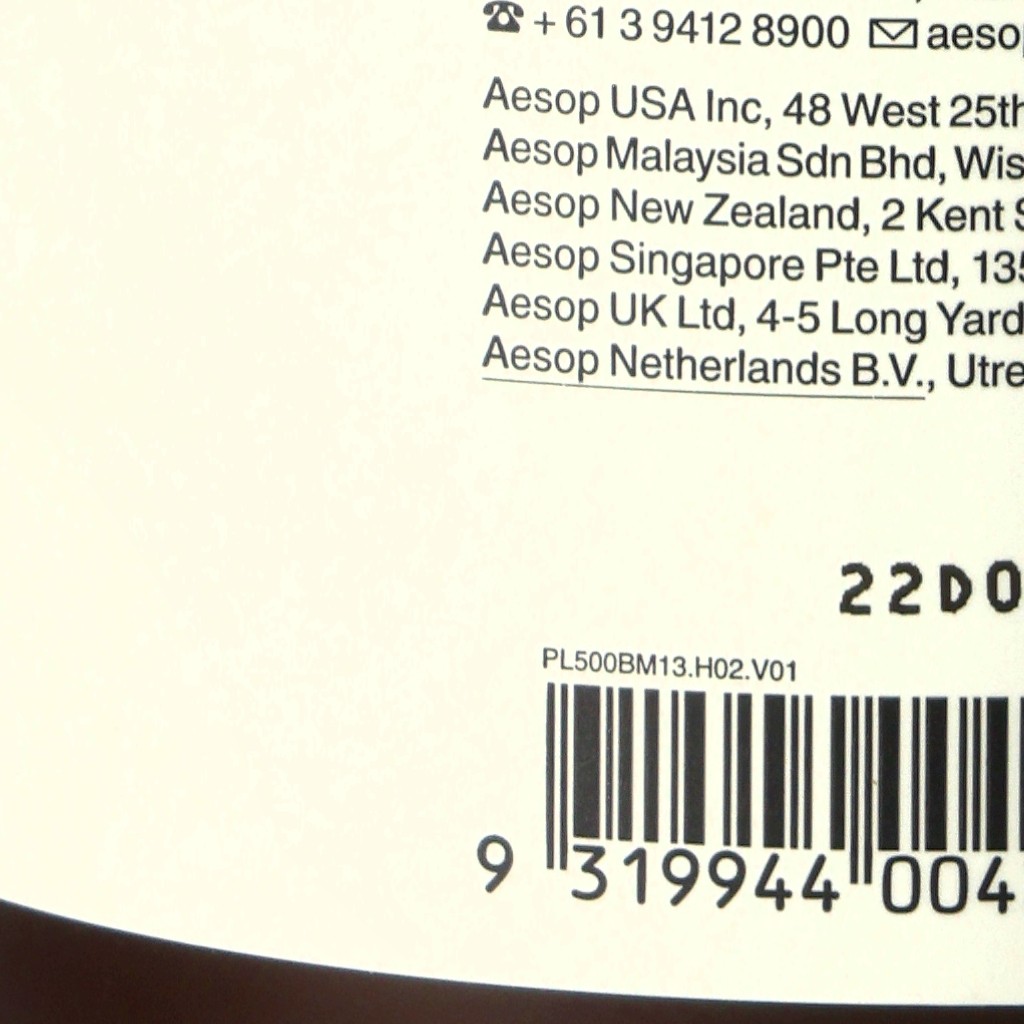 ☎ + 61 3 9412 8900 ✉ aeso
Aesop USA Inc, 48 West 25th
Aesop Malaysia Sdn Bhd, Wis
Aesop New Zealand, 2 Kent S
Aesop Singapore Pte Ltd, 135
Aesop UK Ltd, 4-5 Long Yard
Aesop Netherlands B.V., Utre
22D0
PL500BM13.H02.V01
9 319944 004